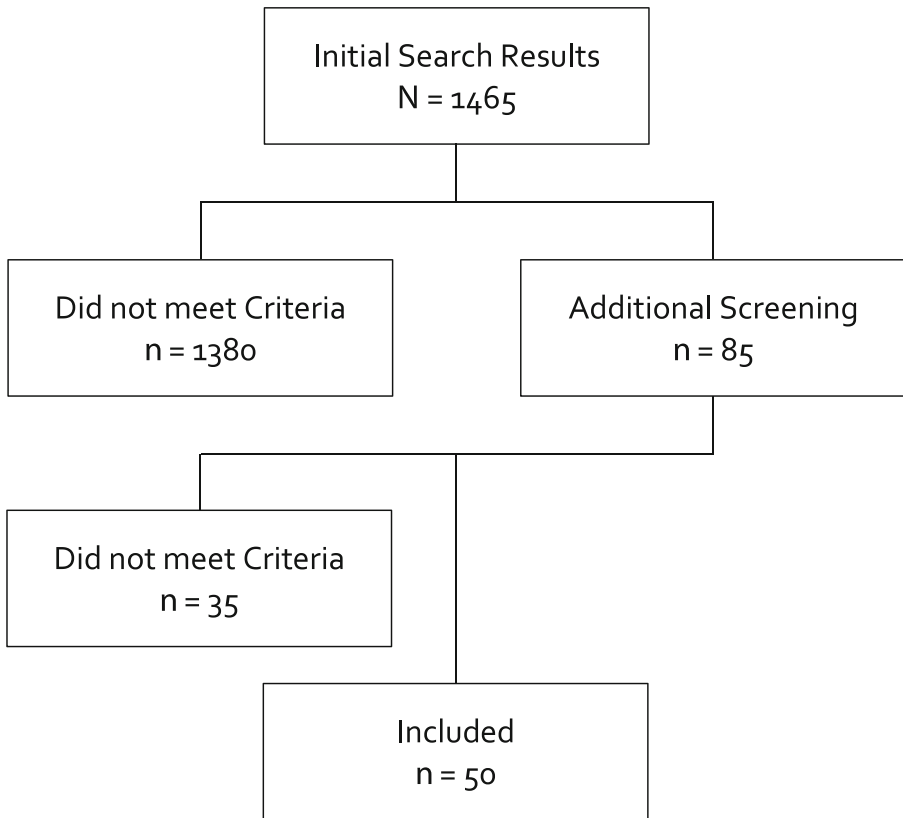 Initial Search Results
N = 1465
Did not meet Criteria
n = 1380
Additional Screening
n = 85
Did not meet Criteria
n = 35
Included
n = 50